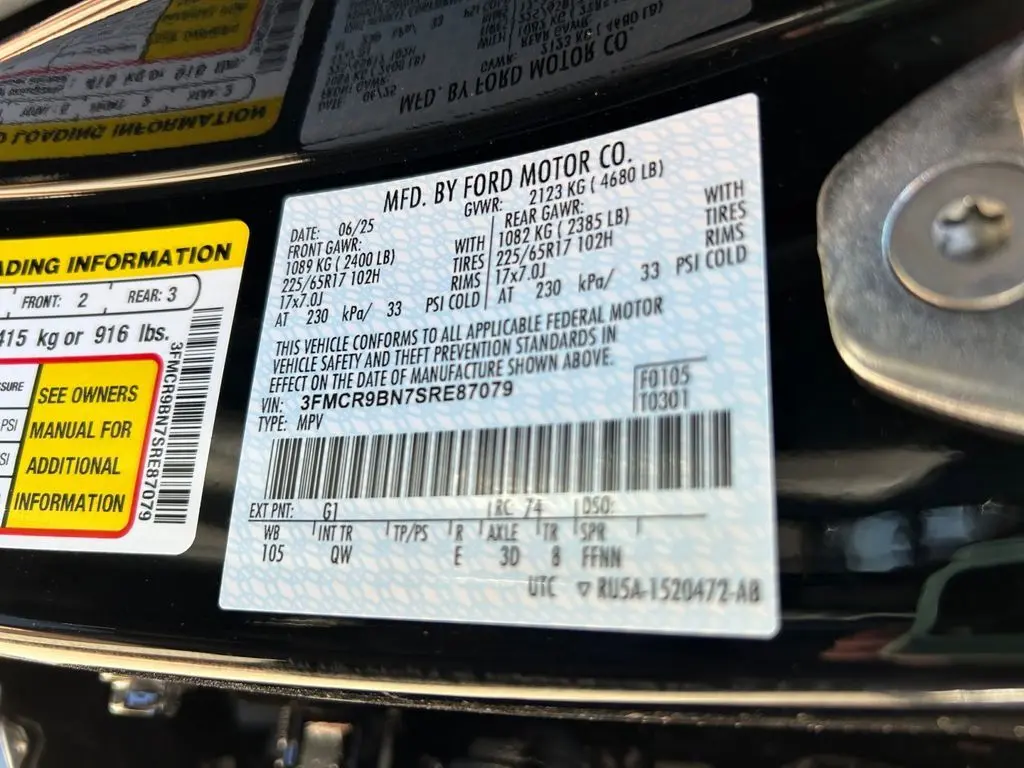 MFD. BY FORD MOTOR CO.
DATE: 06/25 GVWR: 2123 KG ( 4680 LB)
FRONT GAWR: REAR GAWR:
1089 KG ( 2400 LB) WITH 1082 KG ( 2385 LB) WITH
225/65R17 102H TIRES 225/65R17 102H TIRES
17x7.0J RIMS 17x7.0J RIMS
AT 230 kPa/ 33 PSI COLD AT 230 kPa/ 33 PSI COLD
THIS VEHICLE CONFORMS TO ALL APPLICABLE FEDERAL MOTOR
VEHICLE SAFETY AND THEFT PREVENTION STANDARDS IN
EFFECT ON THE DATE OF MANUFACTURE SHOWN ABOVE.
VIN: 3FMCR9BN7SRE87079 F0105
TYPE: MPV T0301
EXT PNT: G1 RC: 74 DSO:
WB INT TR TP/PS R AXLE TR SPR
105 QW E 3D 8 FFNN
UTC ▽ RU5A-1520472-AB
ADING INFORMATION
FRONT: 2 REAR: 3
415 kg or 916 lbs.
3FMCR9BN7SRE87079
SURE
PSI
SI
SEE OWNERS
MANUAL FOR
ADDITIONAL
INFORMATION